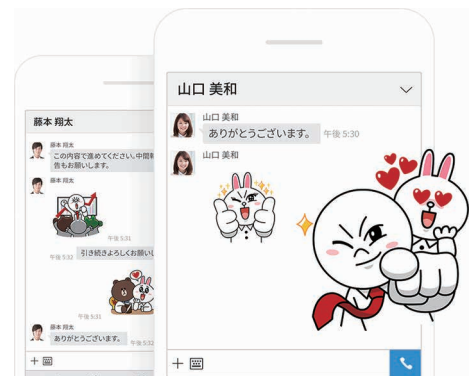 藤本 翔太
藤本 翔太
この内容で進めてください。中間報
告もお願いします。
藤本 翔太
午後 5:31
午後 5:32
引き続きよろしくお願いし
午後 5:31
藤本 翔太
ありがとうございます。
午後 5:32
山口 美和
山口 美和
ありがとうございます。
午後 5:30
山口 美和